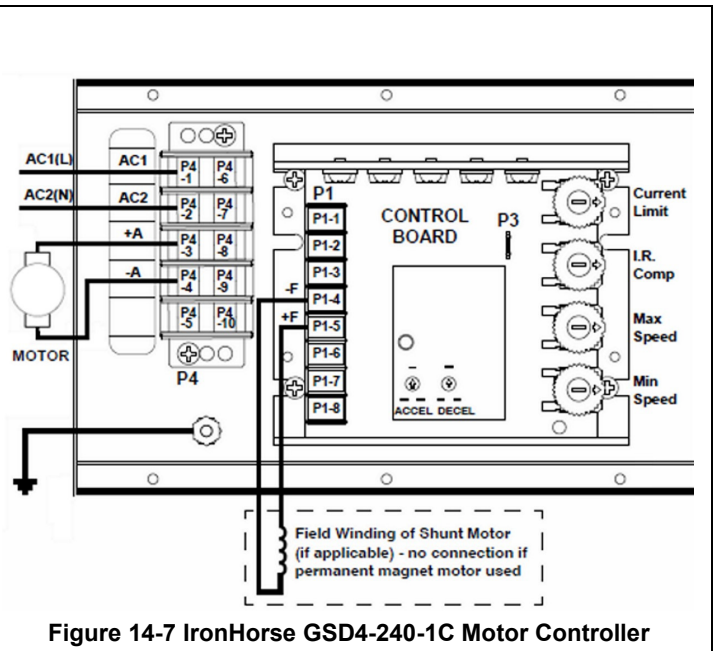 AC1(L)
AC2(N)
+A
-A
MOTOR
AC1
AC2
P4
-1
P4
-6
P4
-2
P4
-7
P4
-3
P4
-8
P4
-4
P4
-9
P4
-5
P4
-10
P4
P1
P1-1
P1-2
P1-3
P1-4
P1-5
P1-6
P1-7
P1-8
-F
+F
CONTROL
BOARD
P3
ACCEL DECEL
Current
Limit
I.R.
Comp
Max
Speed
Min
Speed
Field Winding of Shunt Motor
(if applicable) - no connection if
permanent magnet motor used
Figure 14-7 IronHorse GSD4-240-1C Motor Controller